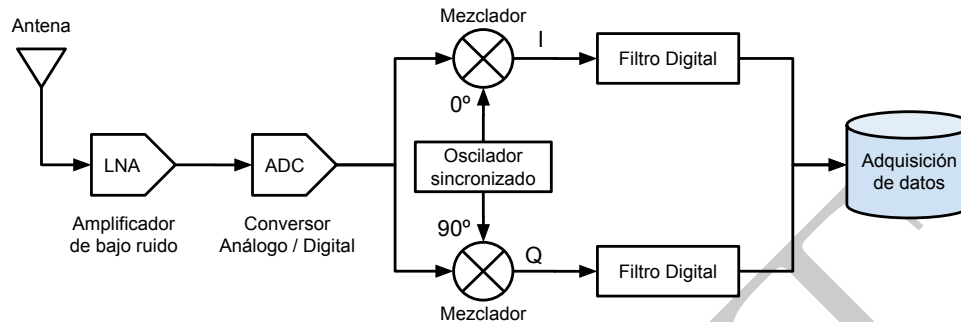 Antena
LNA
Amplificador
de bajo ruido
ADC
Conversor
Análogo / Digital
Mezclador
I
0º
Oscilador
sincronizado
90º
Q
Mezclador
Filtro Digital
Filtro Digital
Adquisición
de datos